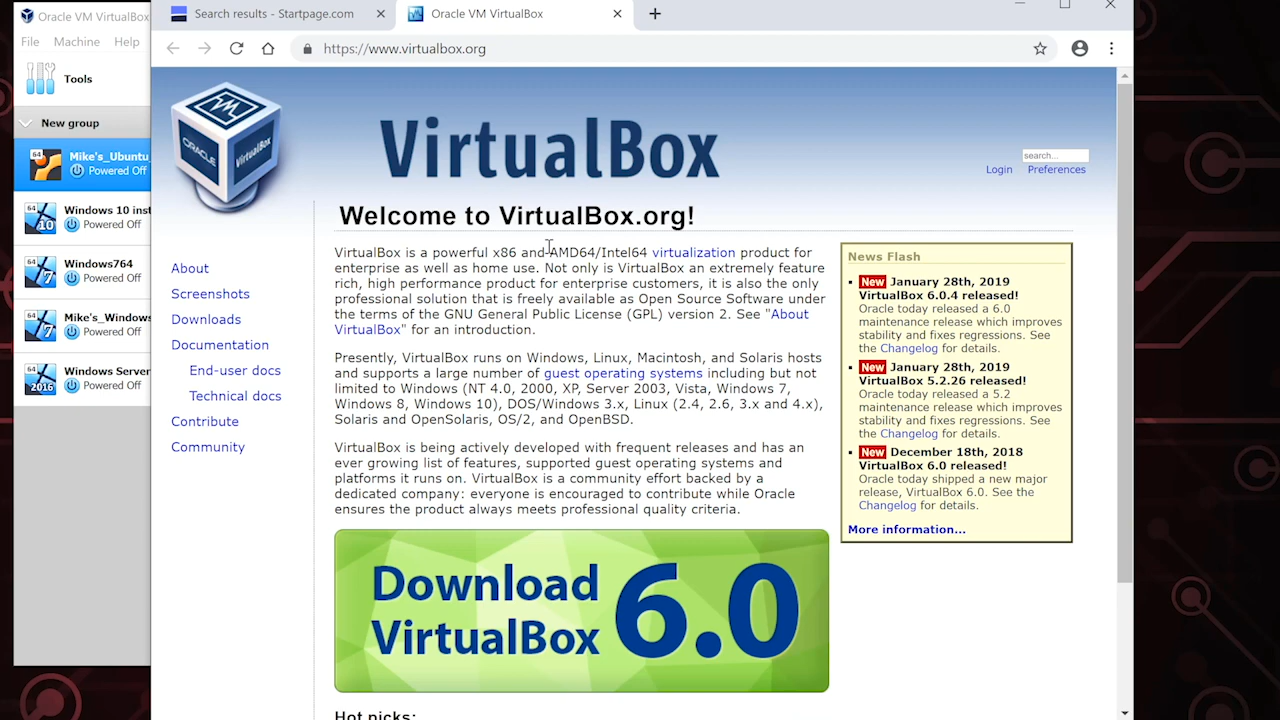 Oracle VM VirtualBox
File Machine Help
Tools
New group
64
Mike's_Ubuntu
Powered Off
64
10
Windows 10 inst
Powered Off
64
7
Windows764
Powered Off
64
7
Mike's_Windows
Powered Off
64
2016
Windows Server
Powered Off
Search results - Startpage.com
Oracle VM VirtualBox
https://www.virtualbox.org
ORACLE
VirtualBox
VirtualBox
search...
Login Preferences
About
Screenshots
Downloads
Documentation
End-user docs
Technical docs
Contribute
Community
Welcome to VirtualBox.org!
VirtualBox is a powerful x86 and AMD64/Intel64 virtualization product for
enterprise as well as home use. Not only is VirtualBox an extremely feature
rich, high performance product for enterprise customers, it is also the only
professional solution that is freely available as Open Source Software under
the terms of the GNU General Public License (GPL) version 2. See "About
VirtualBox" for an introduction.
Presently, VirtualBox runs on Windows, Linux, Macintosh, and Solaris hosts
and supports a large number of guest operating systems including but not
limited to Windows (NT 4.0, 2000, XP, Server 2003, Vista, Windows 7,
Windows 8, Windows 10), DOS/Windows 3.x, Linux (2.4, 2.6, 3.x and 4.x),
Solaris and OpenSolaris, OS/2, and OpenBSD.
VirtualBox is being actively developed with frequent releases and has an
ever growing list of features, supported guest operating systems and
platforms it runs on. VirtualBox is a community effort backed by a
dedicated company: everyone is encouraged to contribute while Oracle
ensures the product always meets professional quality criteria.
Download
VirtualBox 6.0
Hot picks:
News Flash
New January 28th, 2019
VirtualBox 6.0.4 released!
Oracle today released a 6.0
maintenance release which improves
stability and fixes regressions. See
the Changelog for details.
New January 28th, 2019
VirtualBox 5.2.26 released!
Oracle today released a 5.2
maintenance release which improves
stability and fixes regressions. See
the Changelog for details.
New December 18th, 2018
VirtualBox 6.0 released!
Oracle today shipped a new major
release, VirtualBox 6.0. See the
Changelog for details.
More information...